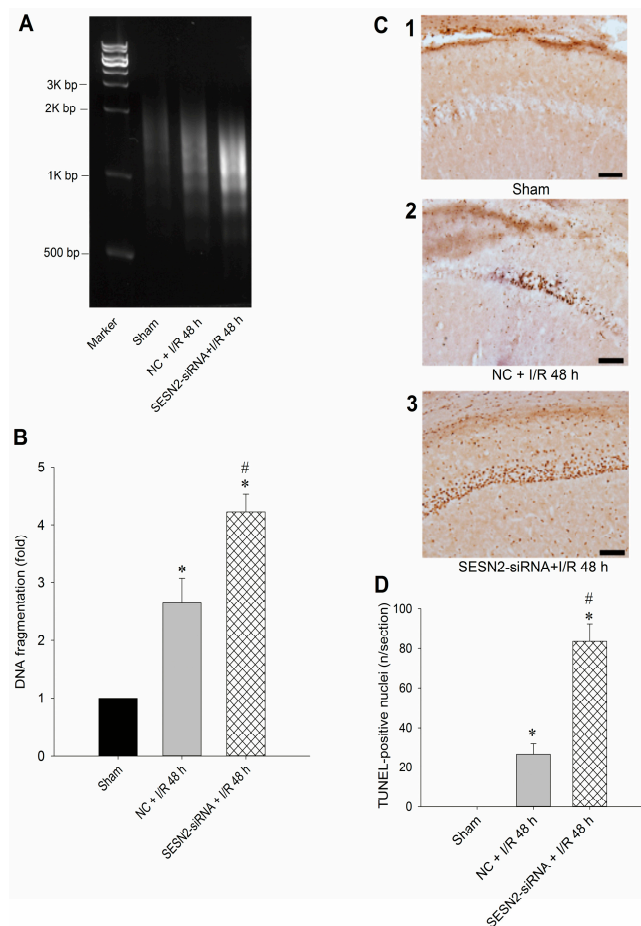 A
3K bp
2K bp
1K bp
500 bp
Marker
Sham
NC + I/R 48 h
SESN2-siRNA+I/R 48 h
B
DNA fragmentation (fold)
5
4
3
2
1
0
Sham
NC + I/R 48 h
SESN2-siRNA + I/R 48 h
*
#
*
C
1
Sham
2
NC + I/R 48 h
3
SESN2-siRNA+I/R 48 h
D
TUNEL-positive nuclei (n/section)
100
80
60
40
20
0
Sham
NC + I/R 48 h
SESN2-siRNA + I/R 48 h
*
#
*